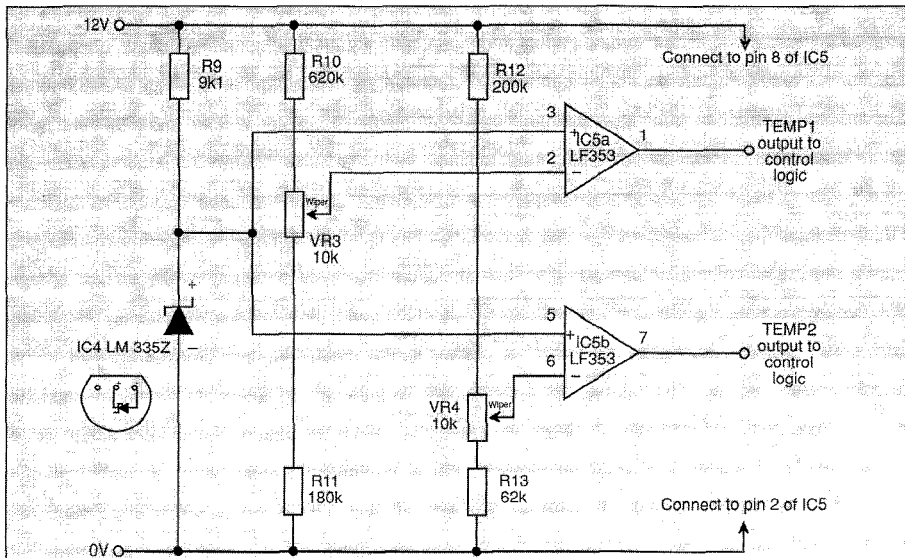 12V
R9
9k1
R10
620k
R12
200k
Connect to pin 8 of IC5
3
+
IC5a
LF353
1
2
-
TEMP1
output to
control
logic
Wiper
VR3
10k
+
IC4 LM 335Z
-
5
+
IC5b
LF353
7
6
-
TEMP2
output to
control
logic
Wiper
VR4
10k
R11
180k
R13
62k
Connect to pin 2 of IC5
0V